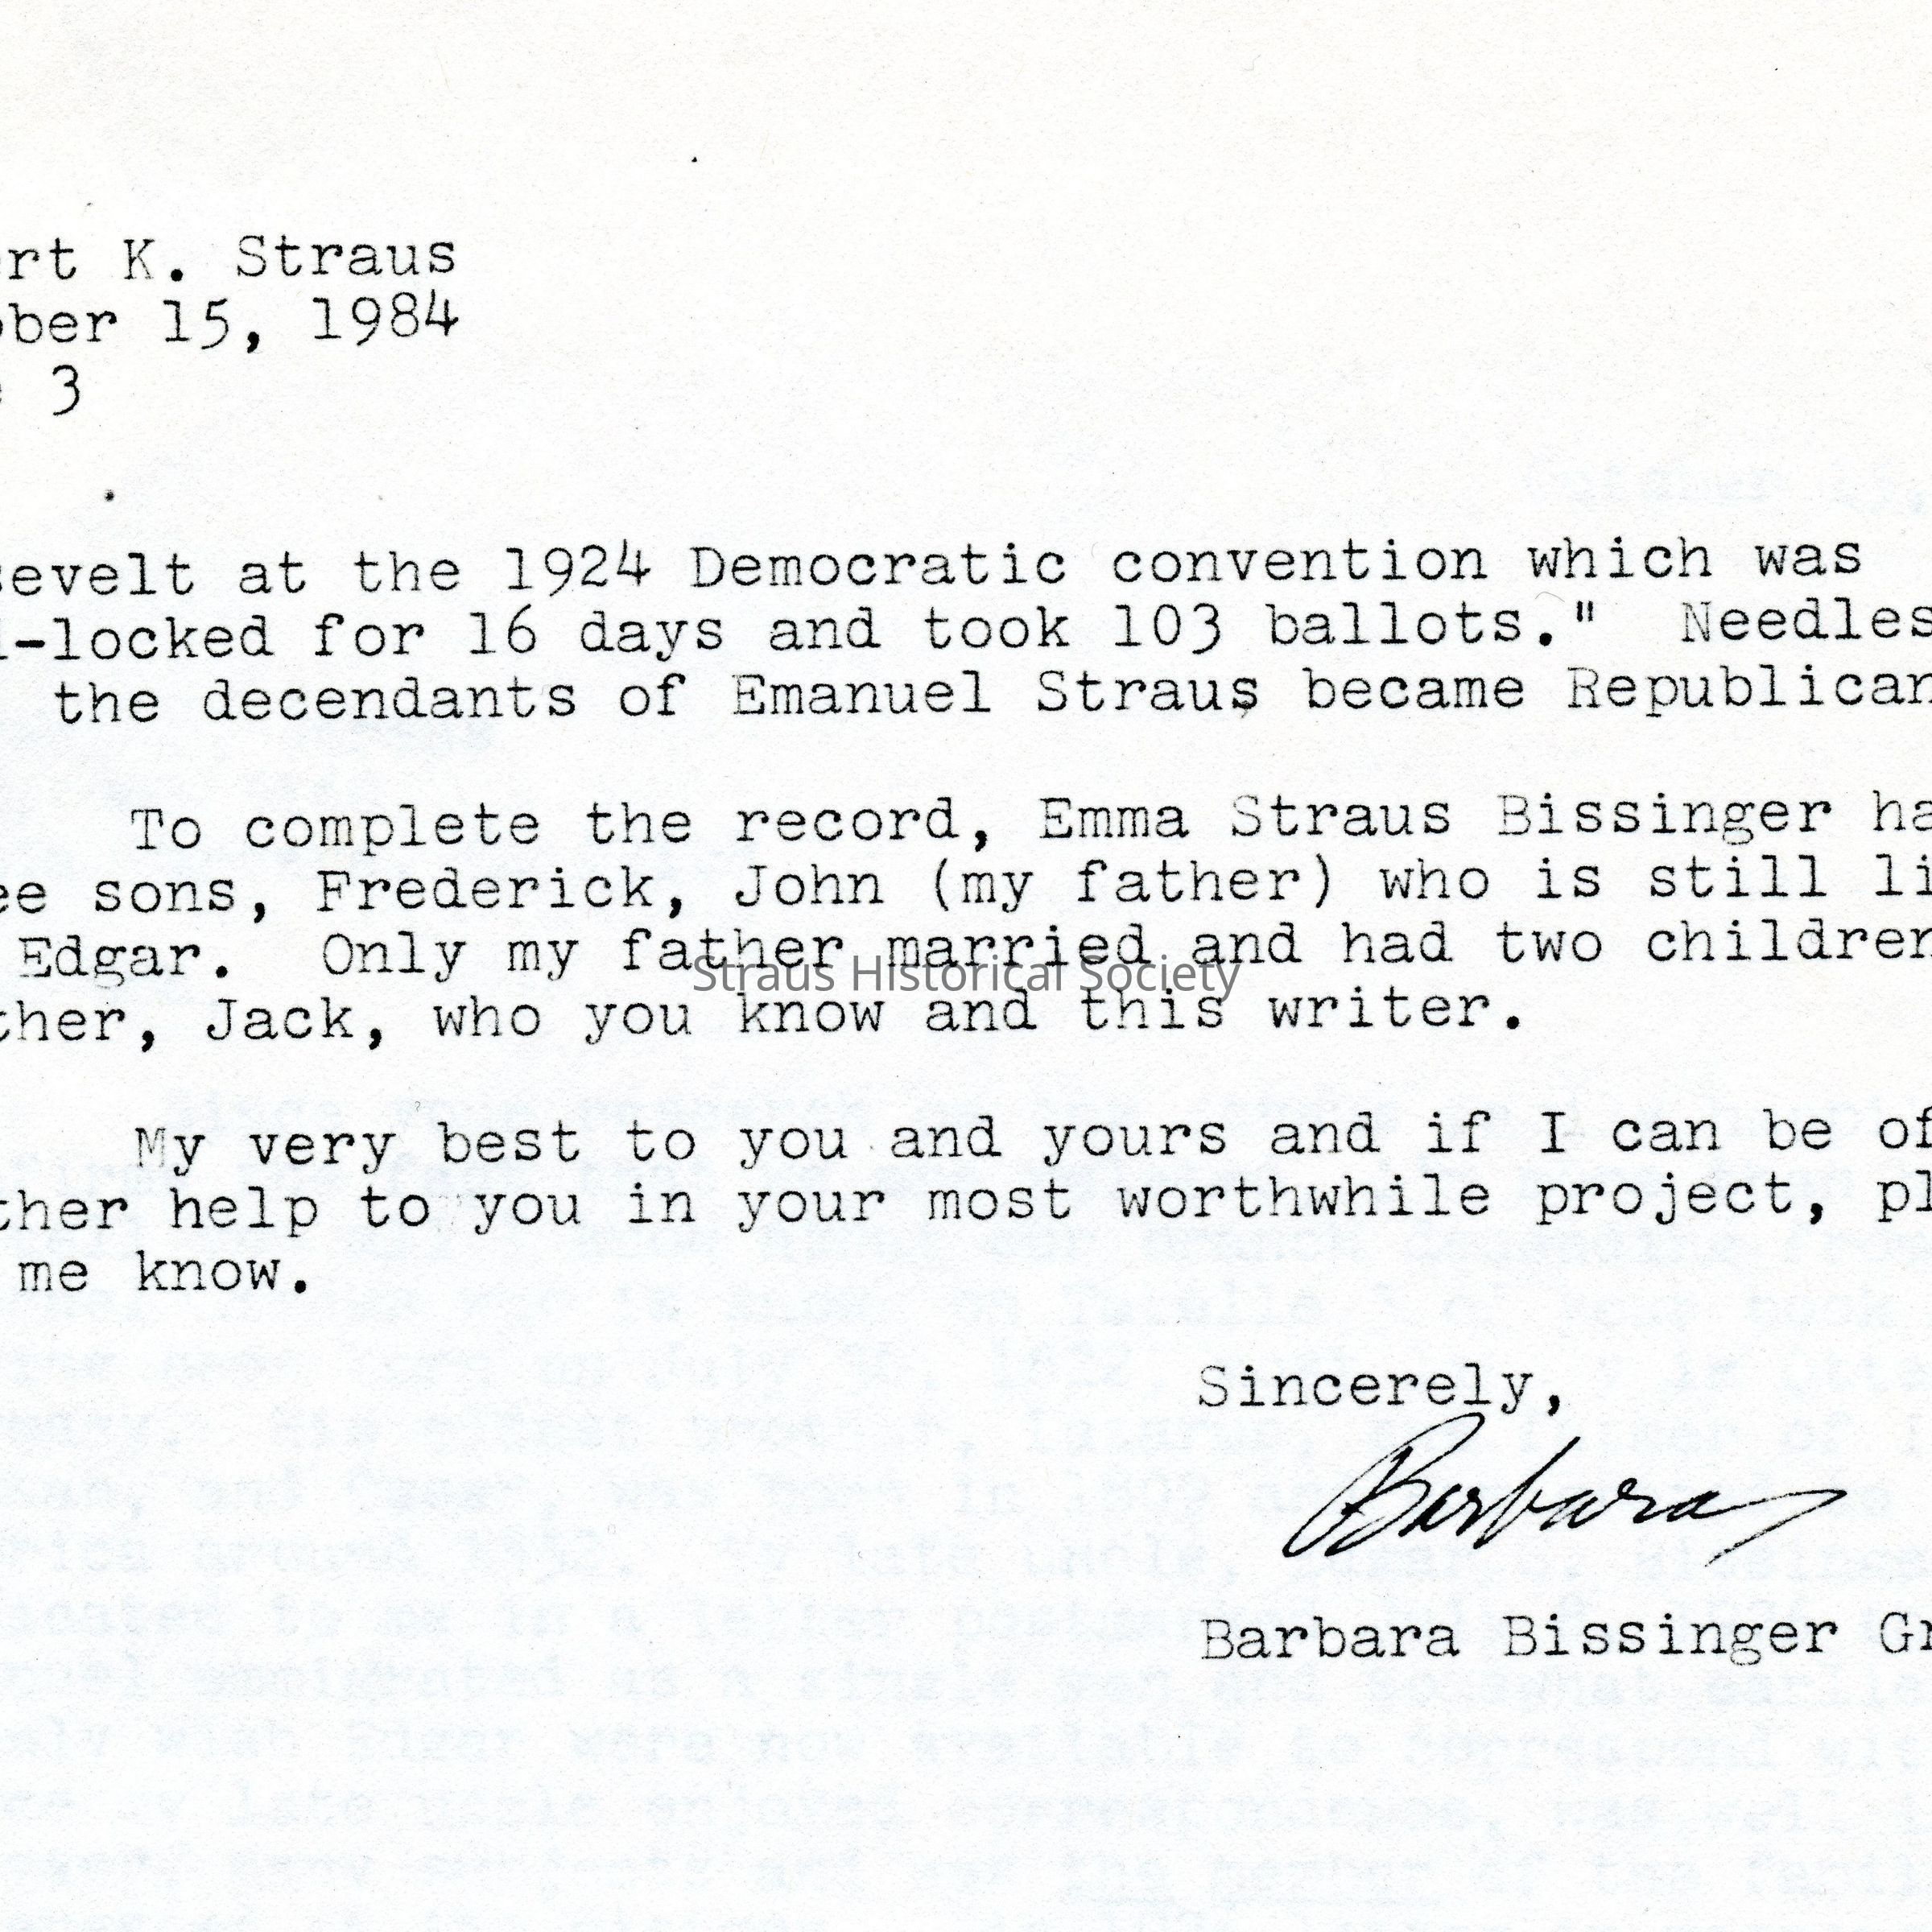 rt K. Straus
ber 15, 1984
3
sevelt at the 1924 Democratic convention which was
-locked for 16 days and took 103 ballots." Needles
the decendants of Emanuel Straus became Republican
To complete the record, Emma Straus Bissinger ha
ee sons, Frederick, John (my father) who is still li
Edgar. Only my father married and had two children
Straus Historical Society
ther, Jack, who you know and this writer.
My very best to you and yours and if I can be of
ther help to you in your most worthwhile project, pl
me know.
Sincerely,
Barbara
Barbara Bissinger Gr